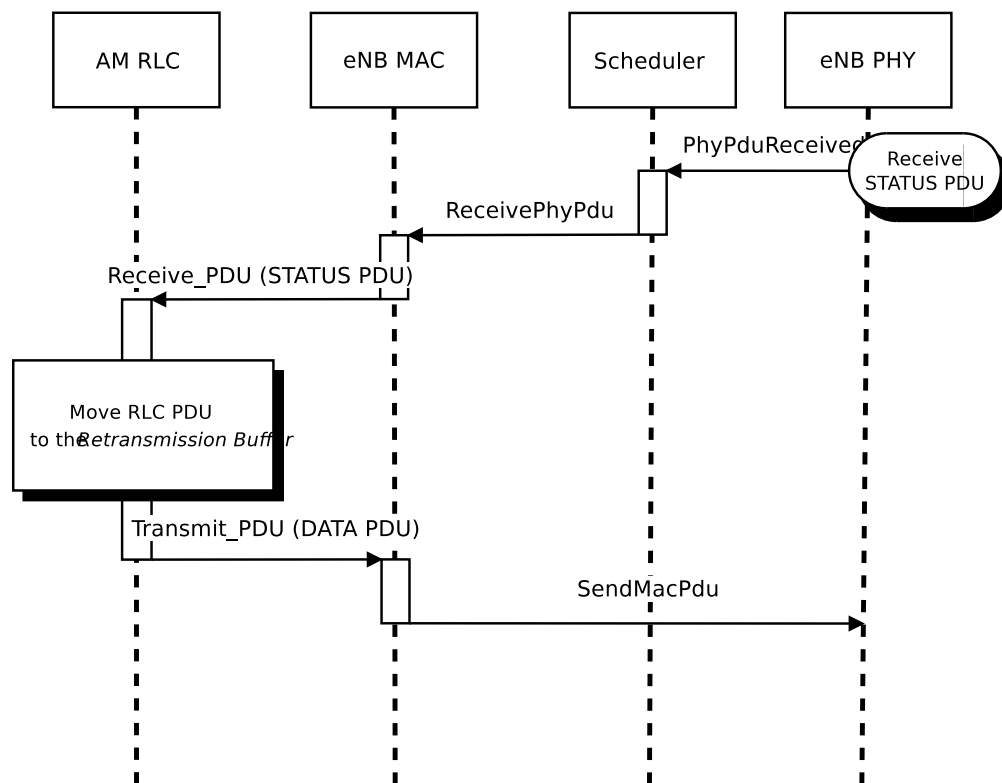 AM RLC
eNB MAC
Scheduler
eNB PHY
PhyPduReceived
Receive
STATUS PDU
ReceivePhyPdu
Receive_PDU (STATUS PDU)
Move RLC PDU
to the Retransmission Buffer
Transmit_PDU (DATA PDU)
SendMacPdu